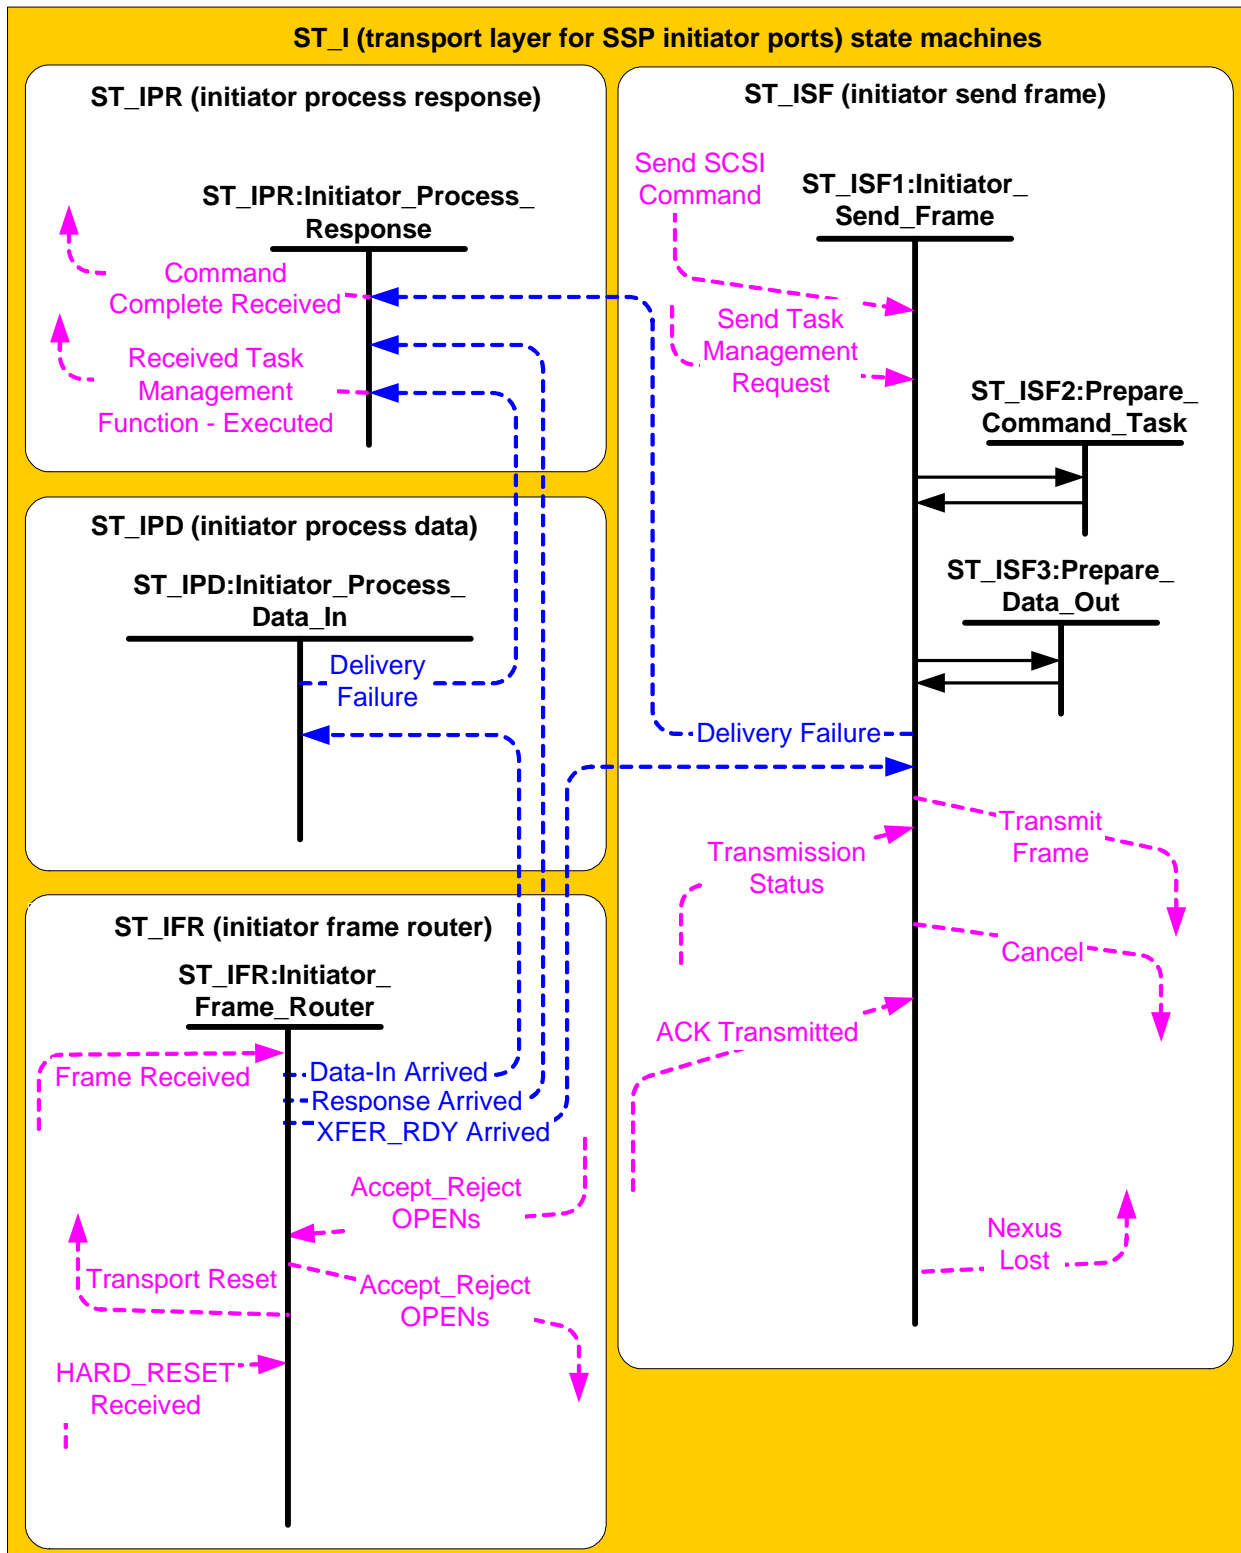 ST_I (transport layer for SSP initiator ports) state machines
ST_IPR (initiator process response)
ST_IPR:Initiator_Process_
Response
Command
Complete Received
Received Task
Management
Function - Executed
ST_IPD (initiator process data)
ST_IPD:Initiator_Process_
Data_In
Delivery
Failure
ST_IFR (initiator frame router)
ST_IFR:Initiator_
Frame_Router
Frame Received
Data-In Arrived
Response Arrived
XFER_RDY Arrived
Accept_Reject
OPENs
Transport Reset
Accept_Reject
OPENs
HARD_RESET
Received
ST_ISF (initiator send frame)
Send SCSI
Command
ST_ISF1:Initiator_
Send_Frame
Send Task
Management
Request
ST_ISF2:Prepare_
Command_Task
ST_ISF3:Prepare_
Data_Out
Delivery Failure
Transmit
Frame
Transmission
Status
Cancel
ACK Transmitted
Nexus
Lost